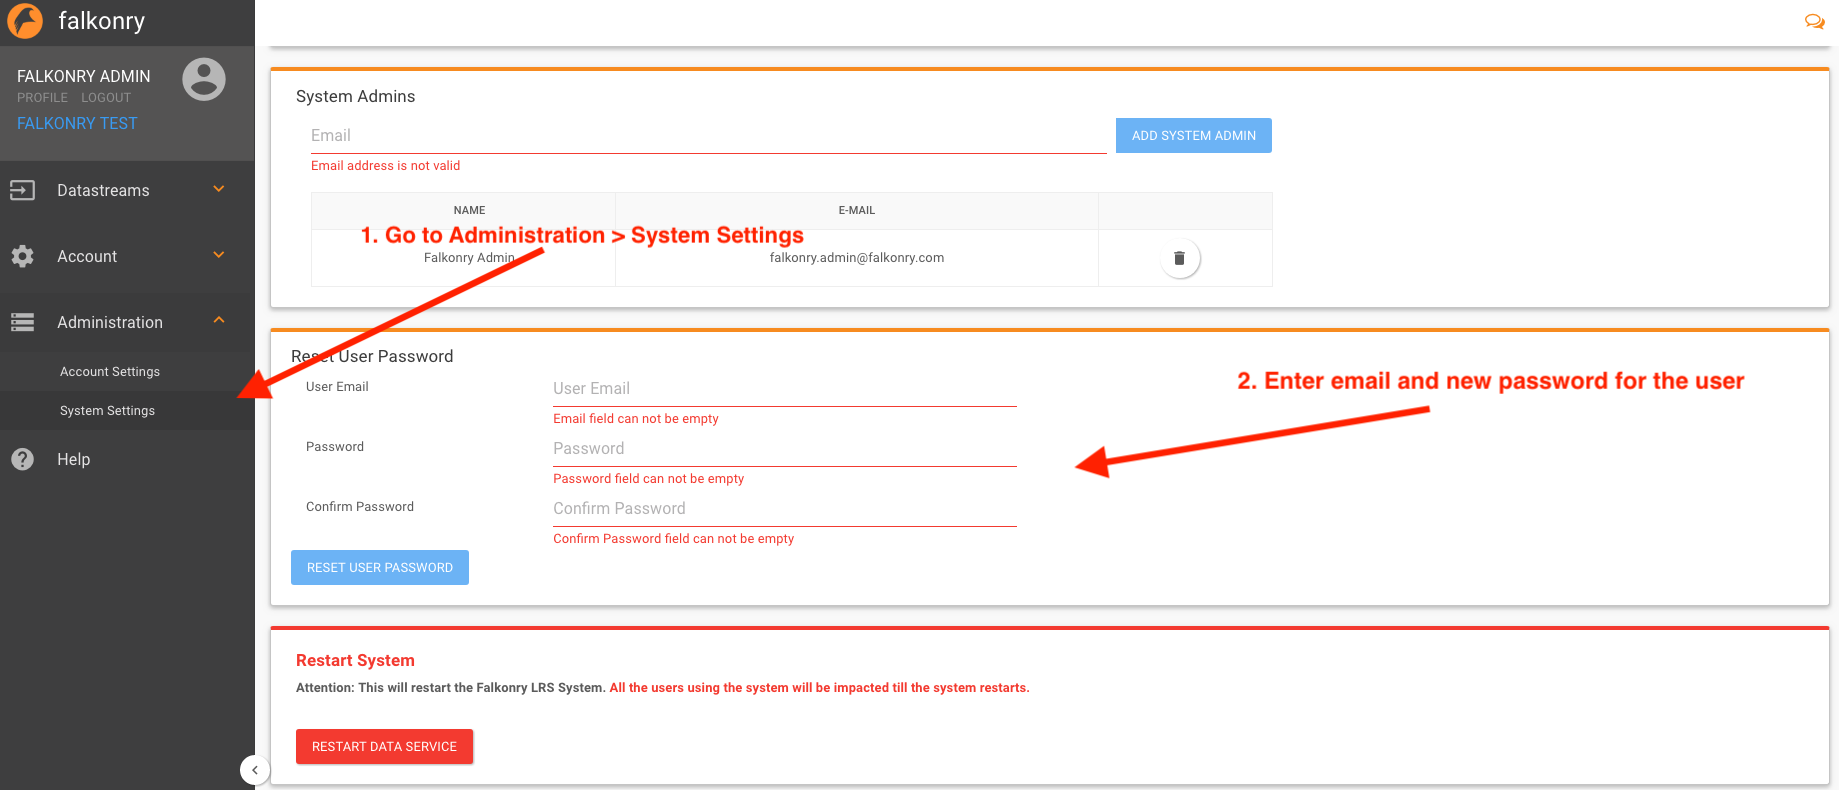 falkonry
FALKONRY ADMIN
PROFILE LOGOUT
FALKONRY TEST
Datastreams
Account
Administration
Account Settings
System Settings
Help
System Admins
Email
ADD SYSTEM ADMIN
Email address is not valid
NAME E-MAIL
1. Go to Administration > System Settings
Falkonry Admin falkonry.admin@falkonry.com
Reset User Password
User Email User Email
Email field can not be empty
Password Password
Password field can not be empty
Confirm Password Confirm Password
Confirm Password field can not be empty
RESET USER PASSWORD
2. Enter email and new password for the user
Restart System
Attention: This will restart the Falkonry LRS System. All the users using the system will be impacted till the system restarts.
RESTART DATA SERVICE